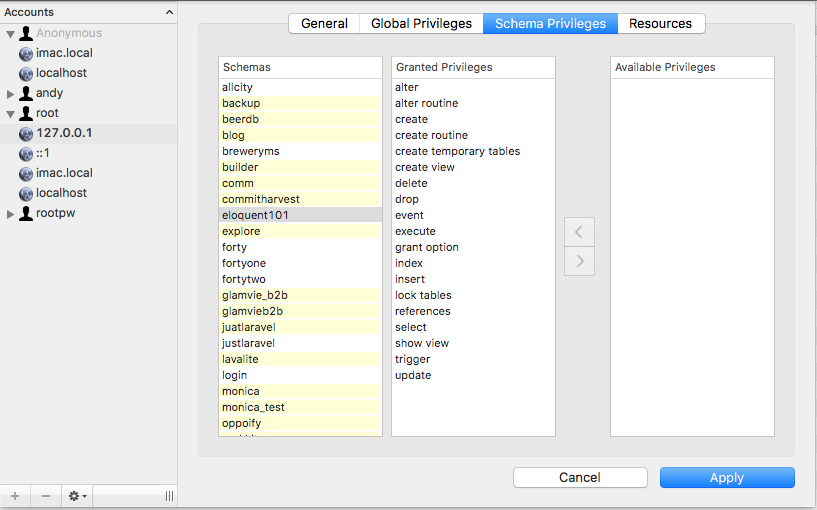 Accounts
Anonymous
imac.local
localhost
andy
root
127.0.0.1
::1
imac.local
localhost
rootpw
General
Global Privileges
Schema Privileges
Resources
Schemas
allcity
backup
beerdb
blog
breweryms
builder
comm
commitharvest
eloquent101
explore
forty
fortyone
fortytwo
glamvie_b2b
glamvieb2b
juatlaravel
justlaravel
lavalite
login
monica
monica_test
oppoify
Granted Privileges
alter
alter routine
create
create routine
create temporary tables
create view
delete
drop
event
execute
grant option
index
insert
lock tables
references
select
show view
trigger
update
Available Privileges
Cancel
Apply